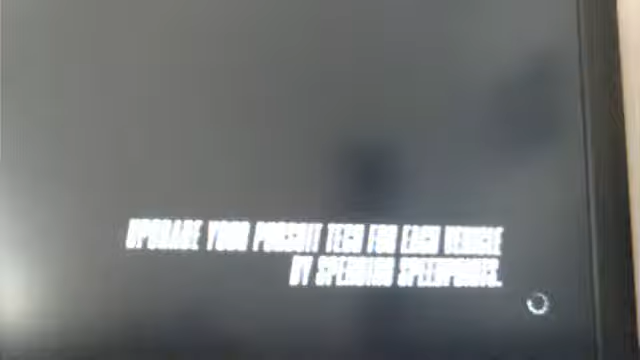 UPGRADE YOUR PURSUIT TECH FOR EACH VEHICLE
BY SPENDING SPEEDPOINTS.